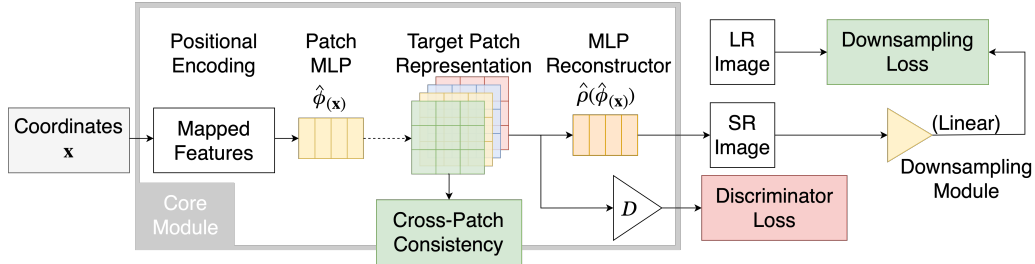 Positional
Encoding
Patch
MLP
ϕ̂(x)
Target Patch
Representation
MLP
Reconstructor
ρ̂(ϕ̂(x))
LR
Image
Downsampling
Loss
Coordinates
x
Mapped
Features
SR
Image
(Linear)
Downsampling
Module
Core
Module
Cross-Patch
Consistency
D
Discriminator
Loss